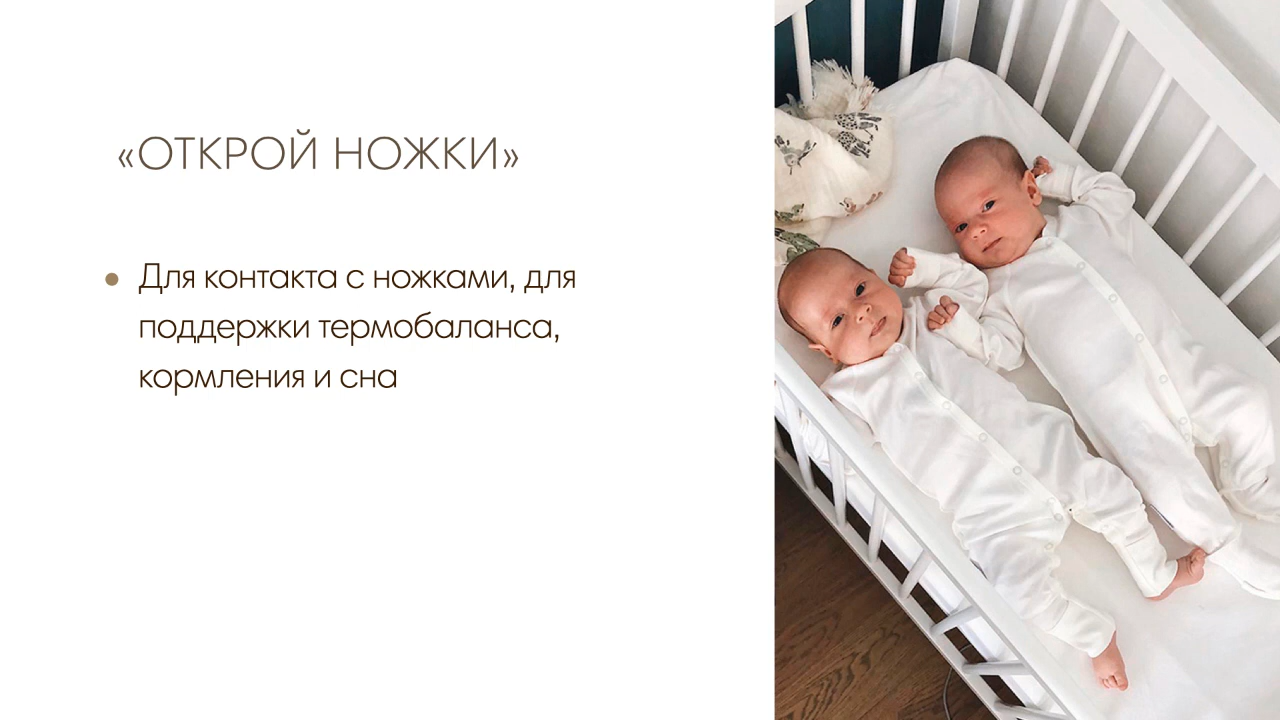 «ОТКРОЙ НОЖКИ»
● Для контакта с ножками, для
поддержки термобаланса,
кормления и сна